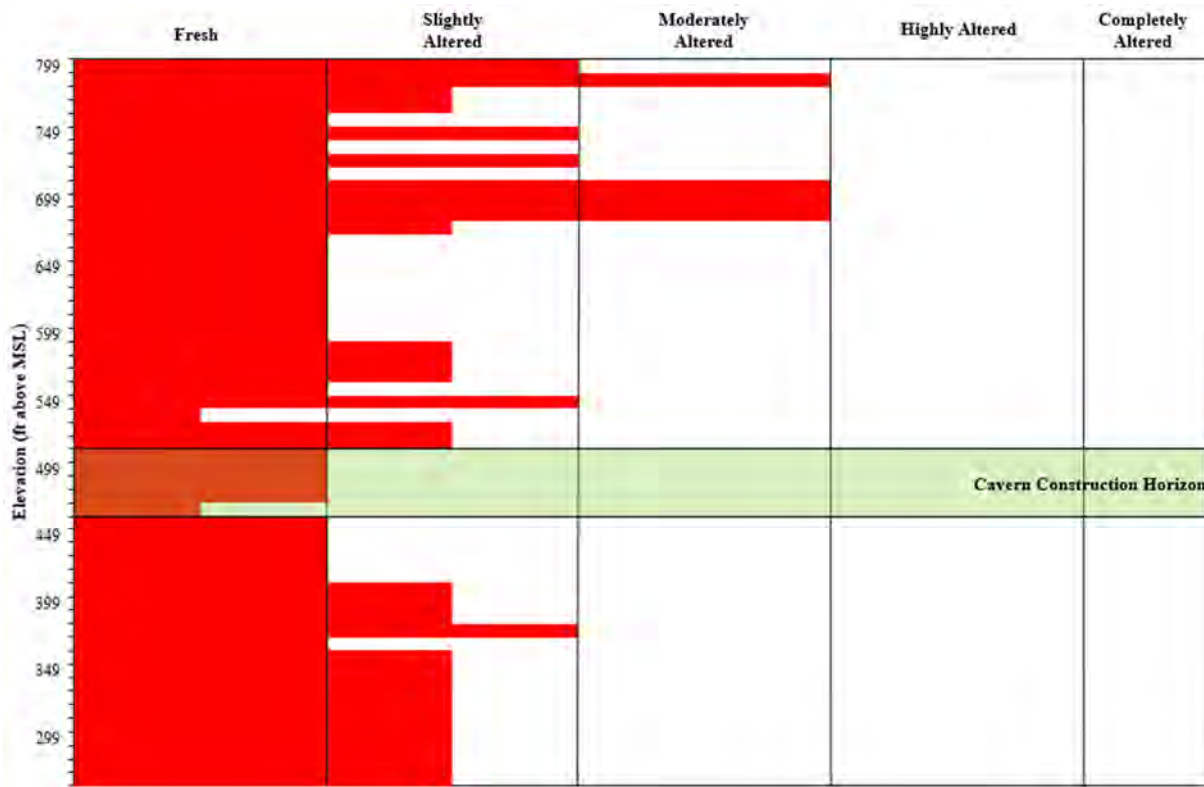 Fresh
Slightly
Altered
Moderately
Altered
Highly Altered
Completely
Altered
Elevation (ft above MSL)
799
749
699
649
599
549
499
449
399
349
299
Cavern Construction Horizon